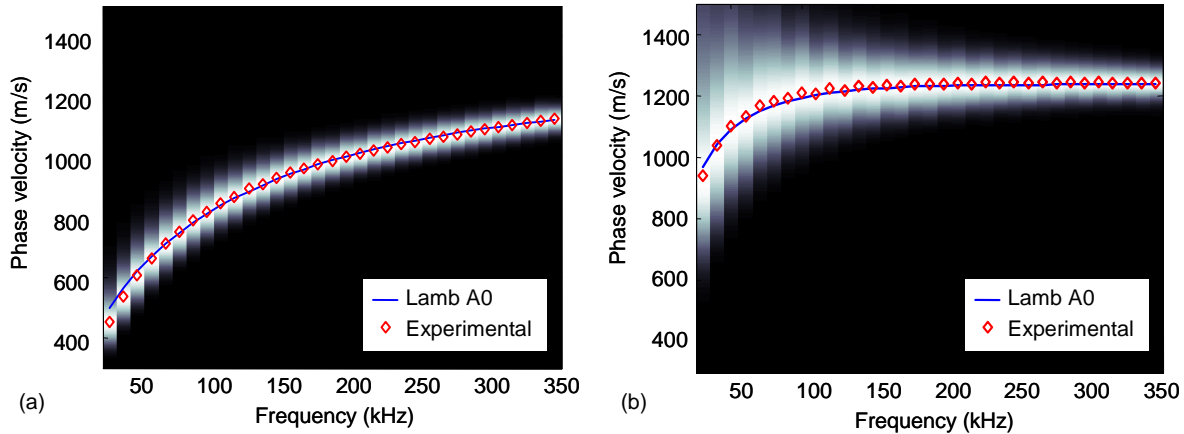 1400
1200
1000
800
600
400
Phase velocity (m/s)
Lamb A0
Experimental
50 100 150 200 250 300 350
Frequency (kHz)
(a)
1400
1200
1000
800
600
400
Phase velocity (m/s)
Lamb A0
Experimental
50 100 150 200 250 300 350
Frequency (kHz)
(b)